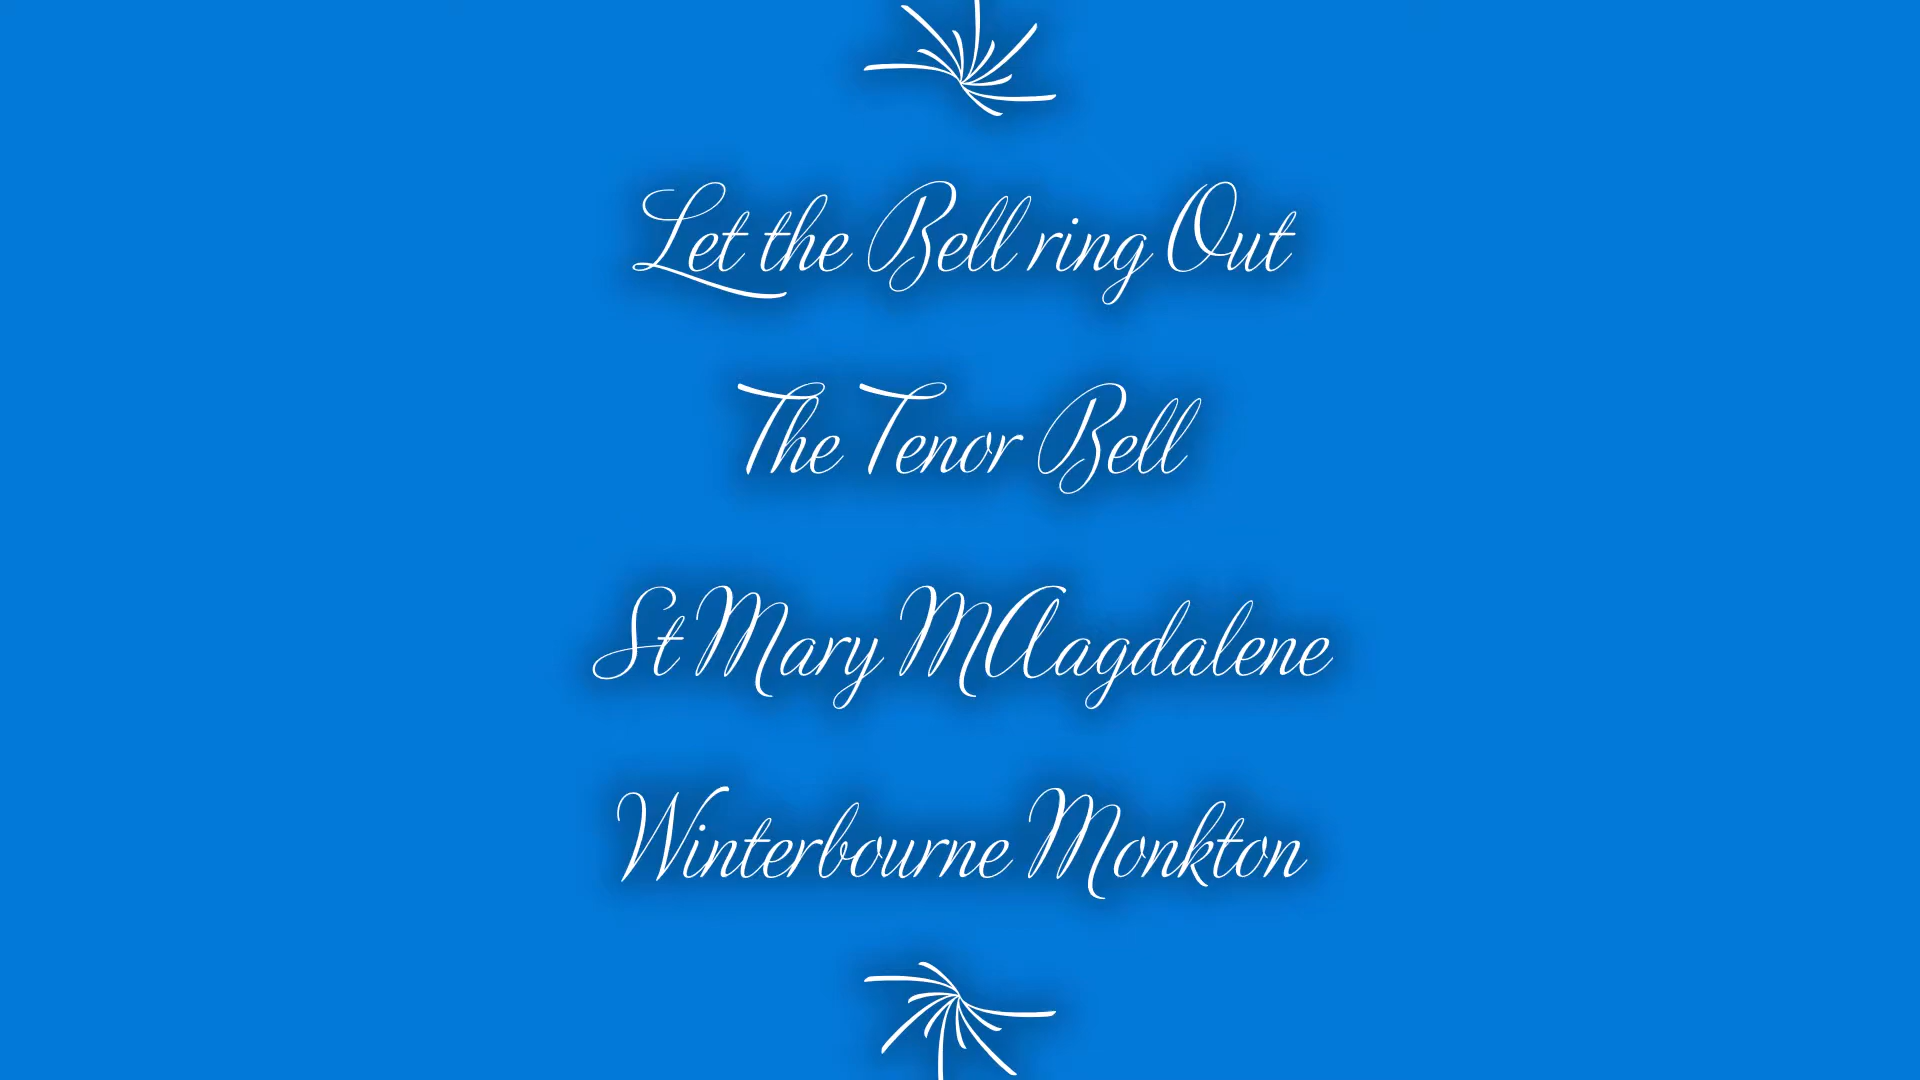 Let the Bell ring Out
The Tenor Bell
St Mary MAagdalene
Winterbourne Monkton